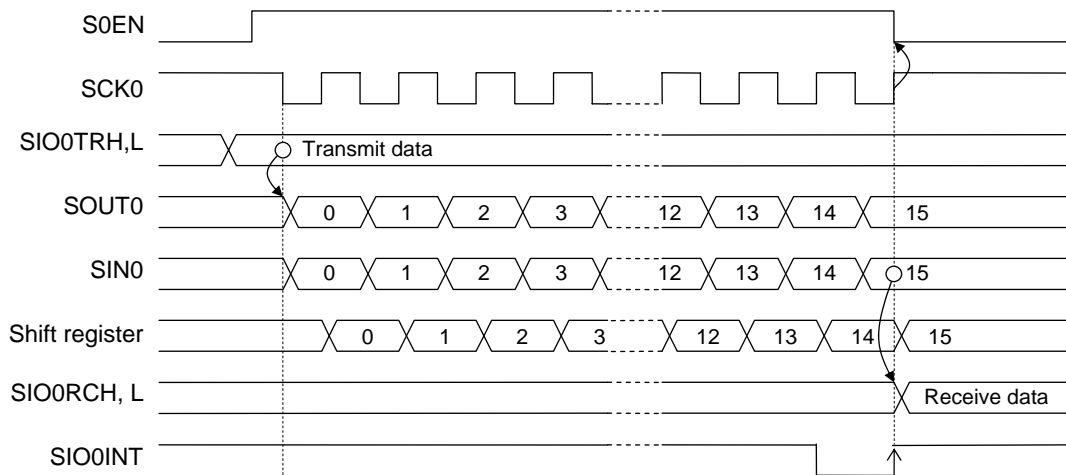 S0EN
SCK0
SIO0TRH,L
Transmit data
SOUT0
0 1 2 3 12 13 14 15
SIN0
0 1 2 3 12 13 14 15
Shift register
0 1 2 3 12 13 14 15
SIO0RCH, L
Receive data
SIO0INT